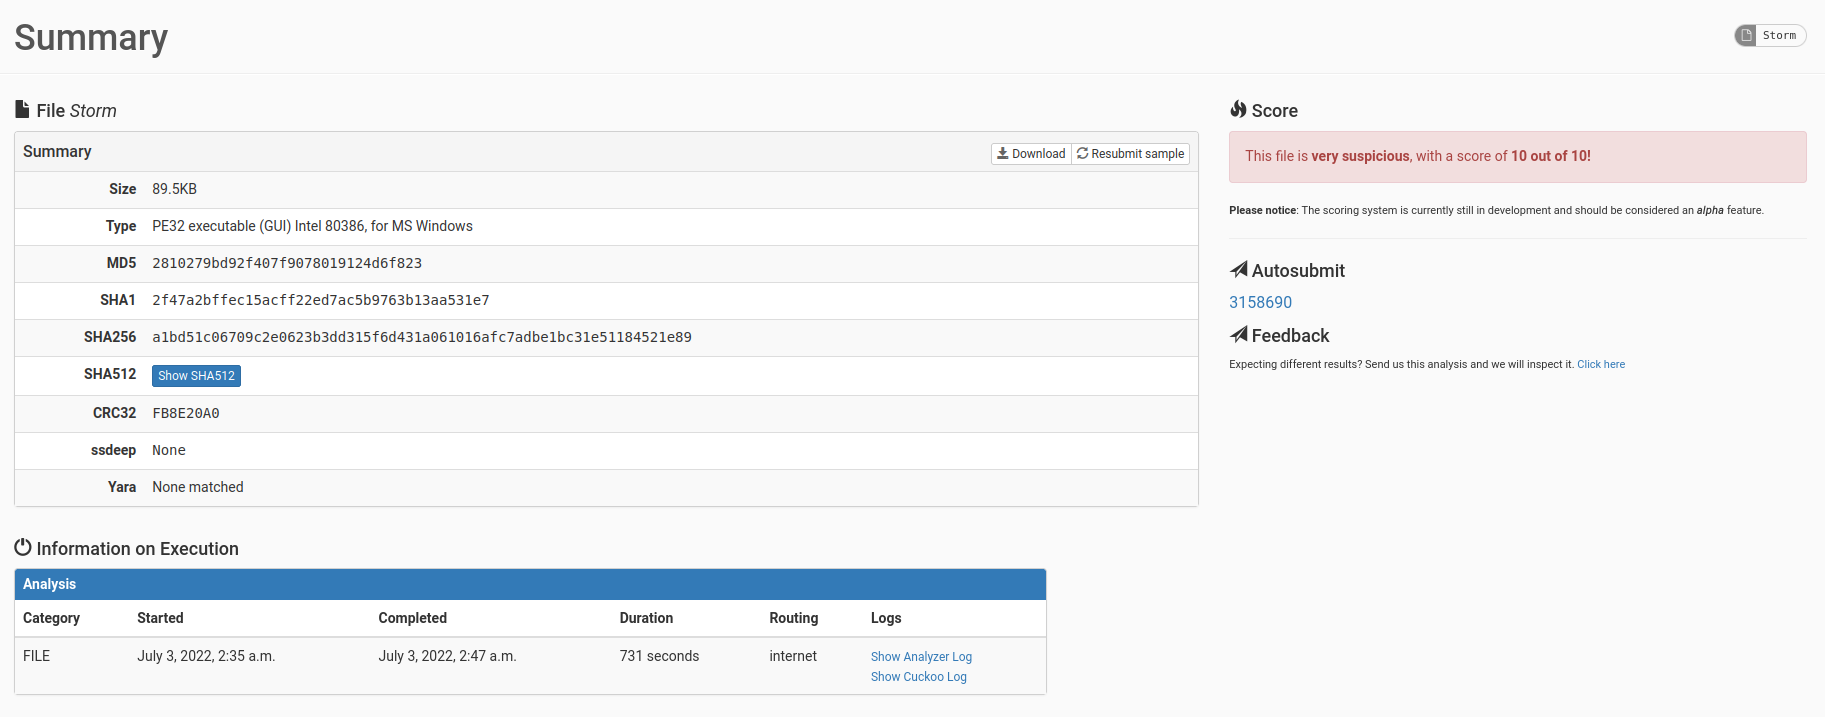 Summary
Storm
File Storm
Summary
Download
Resubmit sample
Size 89.5KB
Type PE32 executable (GUI) Intel 80386, for MS Windows
MD5 2810279bd92f407f9078019124d6f823
SHA1 2f47a2bffec15acff22ed7ac5b9763b13aa531e7
SHA256 a1bd51c06709c2e0623b3dd315f6d431a061016afc7adbe1bc31e51184521e89
SHA512 Show SHA512
CRC32 FB8E20A0
ssdeep None
Yara None matched
Score
This file is very suspicious, with a score of 10 out of 10!
Please notice: The scoring system is currently still in development and should be considered an alpha feature.
Autosubmit
3158690
Feedback
Expecting different results? Send us this analysis and we will inspect it. Click here
Information on Execution
Analysis
Category Started Completed Duration Routing Logs
FILE July 3, 2022, 2:35 a.m. July 3, 2022, 2:47 a.m. 731 seconds internet Show Analyzer Log
Show Cuckoo Log